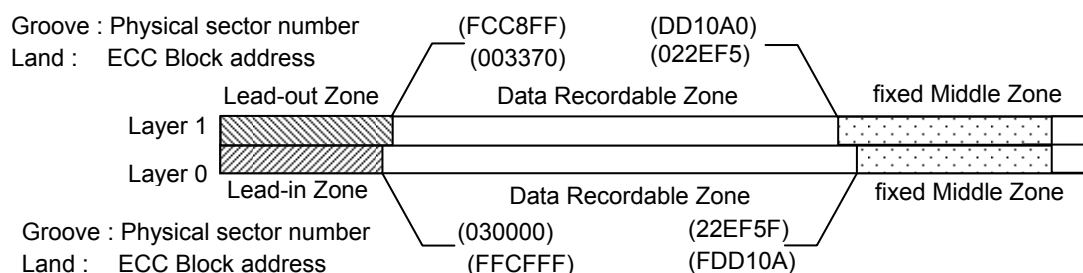 Groove : Physical sector number (FCC8FF) (DD10A0)
Land : ECC Block address (003370) (022EF5)
Lead-out Zone Data Recordable Zone fixed Middle Zone
Layer 1
Layer 0
Lead-in Zone Data Recordable Zone fixed Middle Zone
Groove : Physical sector number (030000) (22EF5F)
Land : ECC Block address (FFCFFF) (FDD10A)